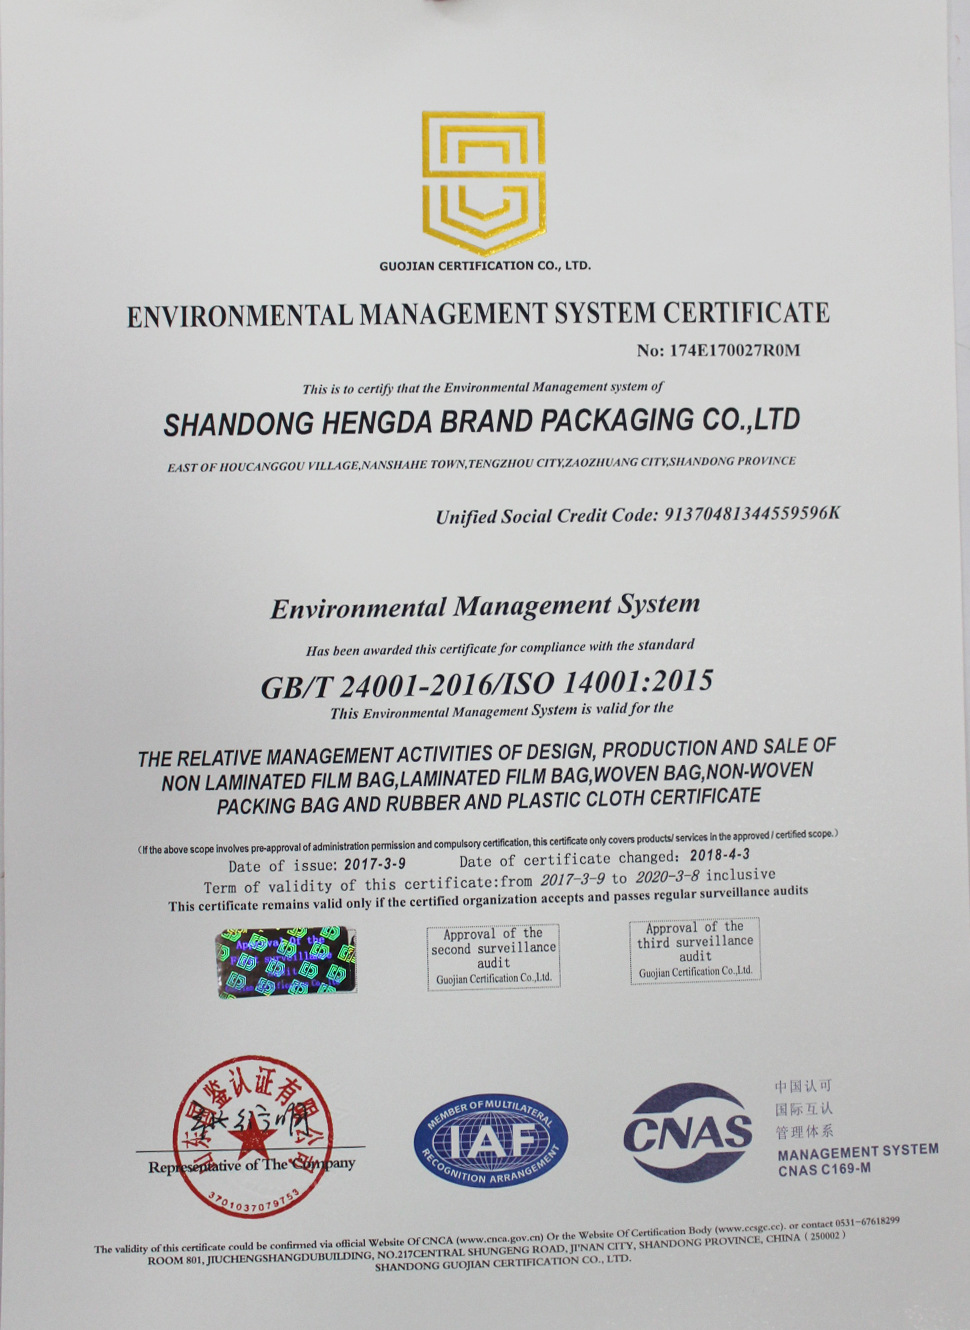 GUOJIAN CERTIFICATION CO., LTD.
ENVIRONMENTAL MANAGEMENT SYSTEM CERTIFICATE
No: 174E170027R0M
This is to certify that the Environmental Management system of
SHANDONG HENGDA BRAND PACKAGING CO.,LTD
EAST OF HOUCANGGOU VILLAGE,NANSHAHE TOWN,TENGZHOU CITY,ZAOZHUANG CITY,SHANDONG PROVINCE
Unified Social Credit Code: 91370481344559596K
Environmental Management System
Has been awarded this certificate for compliance with the standard
GB/T 24001-2016/ISO 14001:2015
This Environmental Management System is valid for the
THE RELATIVE MANAGEMENT ACTIVITIES OF DESIGN, PRODUCTION AND SALE OF
NON LAMINATED FILM BAG,LAMINATED FILM BAG,WOVEN BAG,NON-WOVEN
PACKING BAG AND RUBBER AND PLASTIC CLOTH CERTIFICATE
(If the above scope involves pre-approval of administration permission and compulsory certification, this certificate only covers products/ services in the approved / certified scope.)
Date of issue: 2017-3-9 Date of certificate changed: 2018-4-3
Term of validity of this certificate:from 2017-3-9 to 2020-3-8 inclusive
This certificate remains valid only if the certified organization accepts and passes regular surveillance audits
Approval of the
surveillance
audit
Approval of the
second surveillance
audit
Guojian Certification Co.,Ltd.
Approval of the
third surveillance
audit
Guojian Certification Co.,Ltd.
鉴认证有限公司
3701037079753
Representative of The Company
MEMBER OF MULTILATERAL
IAF
RECOGNITION ARRANGEMENT
CNAS
中国认可
国际互认
管理体系
MANAGEMENT SYSTEM
CNAS C169-M
The validity of this certificate could be confirmed via official Website Of CNCA (www.cnca.gov.cn) Or the Website Of Certification Body (www.ccsgc.cc). or contact 0531-67618299
ROOM 801, JIUCHENGSHANGDUBUILDING, NO.217CENTRAL SHUNGENG ROAD, JI'NAN CITY, SHANDONG PROVINCE, CHINA ( 250002 )
SHANDONG GUOJIAN CERTIFICATION CO., LTD.